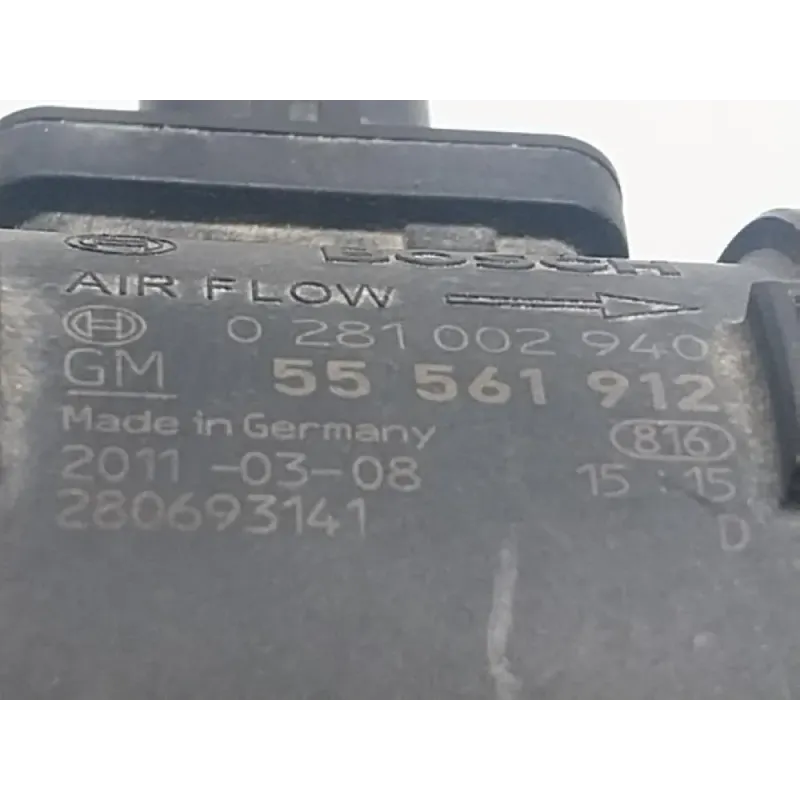 BOSCH
AIR FLOW
0 281 002 940
GM 55 561 912
Made in Germany 816
2011-03-08 15:15
280693141 D